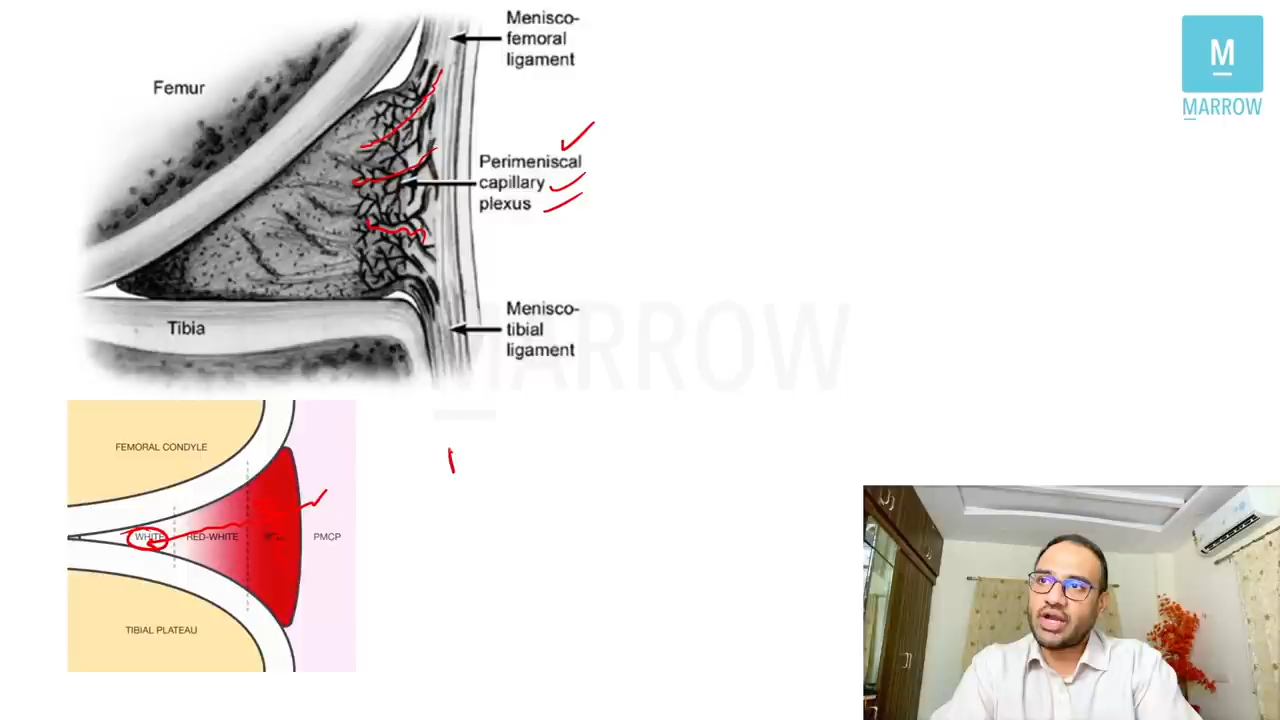 Menisco-
femoral
ligament
Femur
Perimeniscal
capillary
plexus
Menisco-
tibial
ligament
Tibia
M
MARROW
MARROW
FEMORAL CONDYLE
WHITE
RED-WHITE
PMCP
TIBIAL PLATEAU